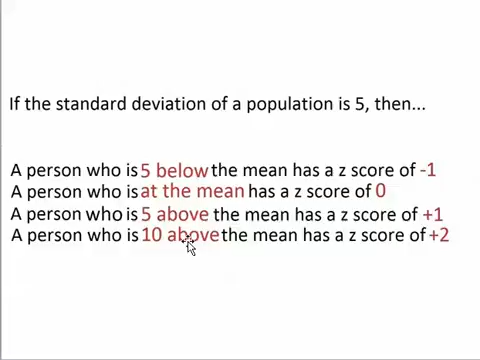 If the standard deviation of a population is 5, then...
A person who is 5 below the mean has a z score of -1
A person who is at the mean has a z score of 0
A person who is 5 above the mean has a z score of +1
A person who is 10 above the mean has a z score of +2